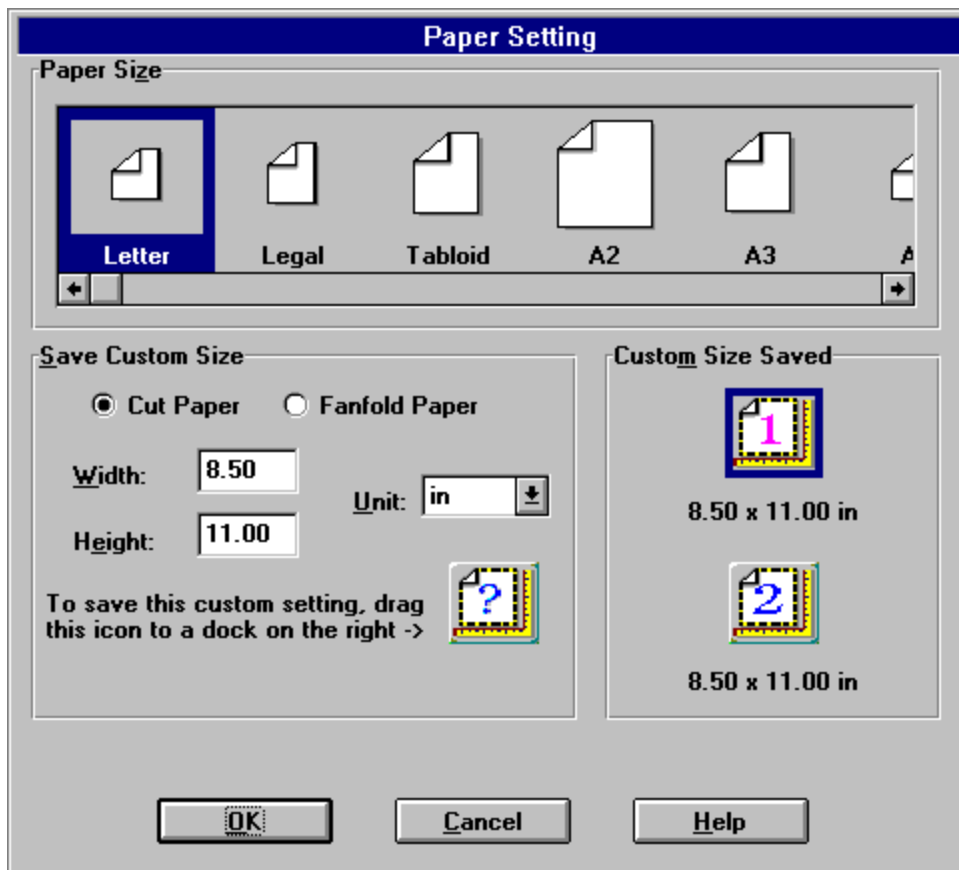 Paper Setting
Paper Size
Letter Legal Tabloid A2 A3 A
Save Custom Size
Cut Paper Fanfold Paper
Width: 8.50
Unit: in
Height: 11.00
To save this custom setting, drag
this icon to a dock on the right ->
?
Custom Size Saved
1
8.50 x 11.00 in
2
8.50 x 11.00 in
OK Cancel Help